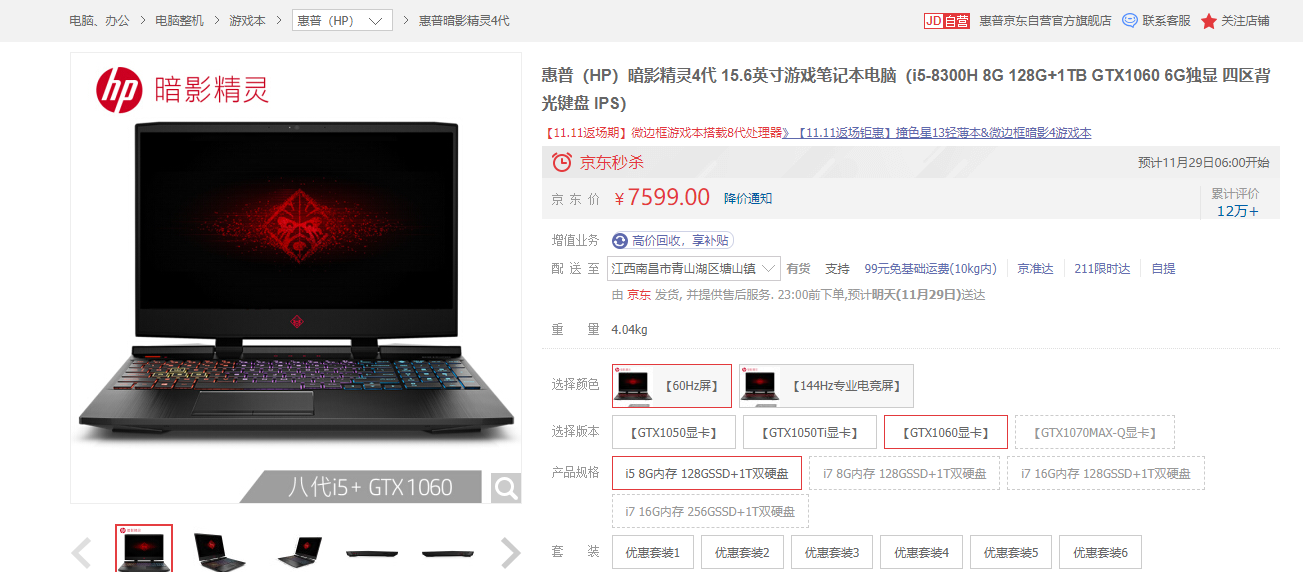 电脑、办公 > 电脑整机 > 游戏本 > 惠普（HP） > 惠普暗影精灵4代
JD自营 惠普京东自营官方旗舰店 联系客服 关注店铺
hp 暗影精灵
八代i5+ GTX1060
惠普（HP）暗影精灵4代 15.6英寸游戏笔记本电脑（i5-8300H 8G 128G+1TB GTX1060 6G独显 四区背
光键盘 IPS）
【11.11返场期】微边框游戏本搭载8代处理器》【11.11返场钜惠】撞色星13轻薄本&微边框暗影4游戏本
京东秒杀 预计11月29日06:00开始
京东价 ￥7599.00 降价通知
累计评价
12万+
增值业务 高价回收，享补贴
配送至 江西南昌市青山湖区塘山镇 有货 支持 99元免基础运费(10kg内) 京准达 211限时达 自提
由 京东 发货, 并提供售后服务. 23:00前下单,预计明天(11月29日)送达
重量 4.04kg
选择颜色 【60Hz屏】 【144Hz专业电竞屏】
选择版本 【GTX1050显卡】 【GTX1050Ti显卡】 【GTX1060显卡】 【GTX1070MAX-Q显卡】
产品规格 i5 8G内存 128GSSD+1T双硬盘 i7 8G内存 128GSSD+1T双硬盘 i7 16G内存 128GSSD+1T双硬盘
i7 16G内存 256GSSD+1T双硬盘
套装 优惠套装1 优惠套装2 优惠套装3 优惠套装4 优惠套装5 优惠套装6